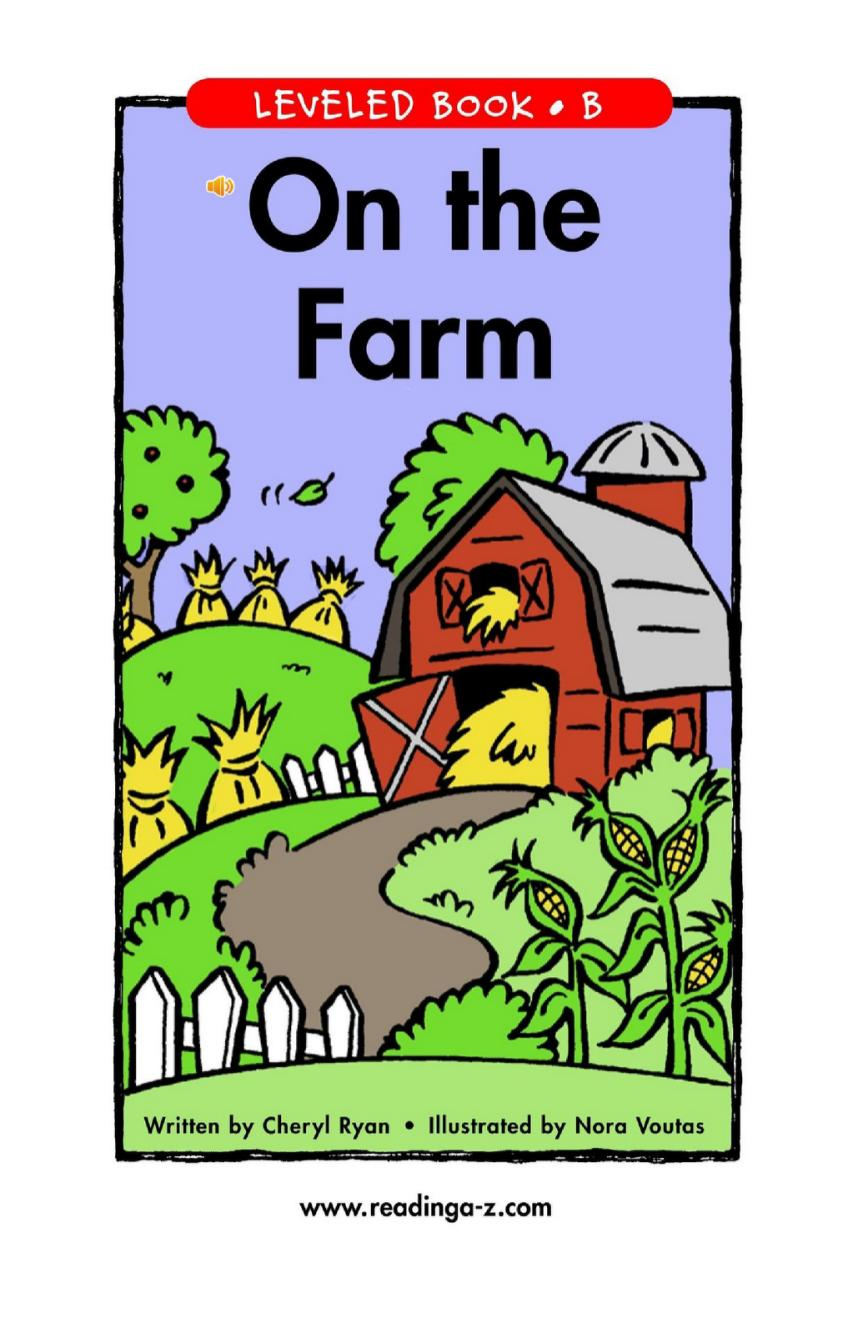 LEVELED BOOK • B
On the
Farm
Written by Cheryl Ryan • Illustrated by Nora Voutas
www.readinga-z.com